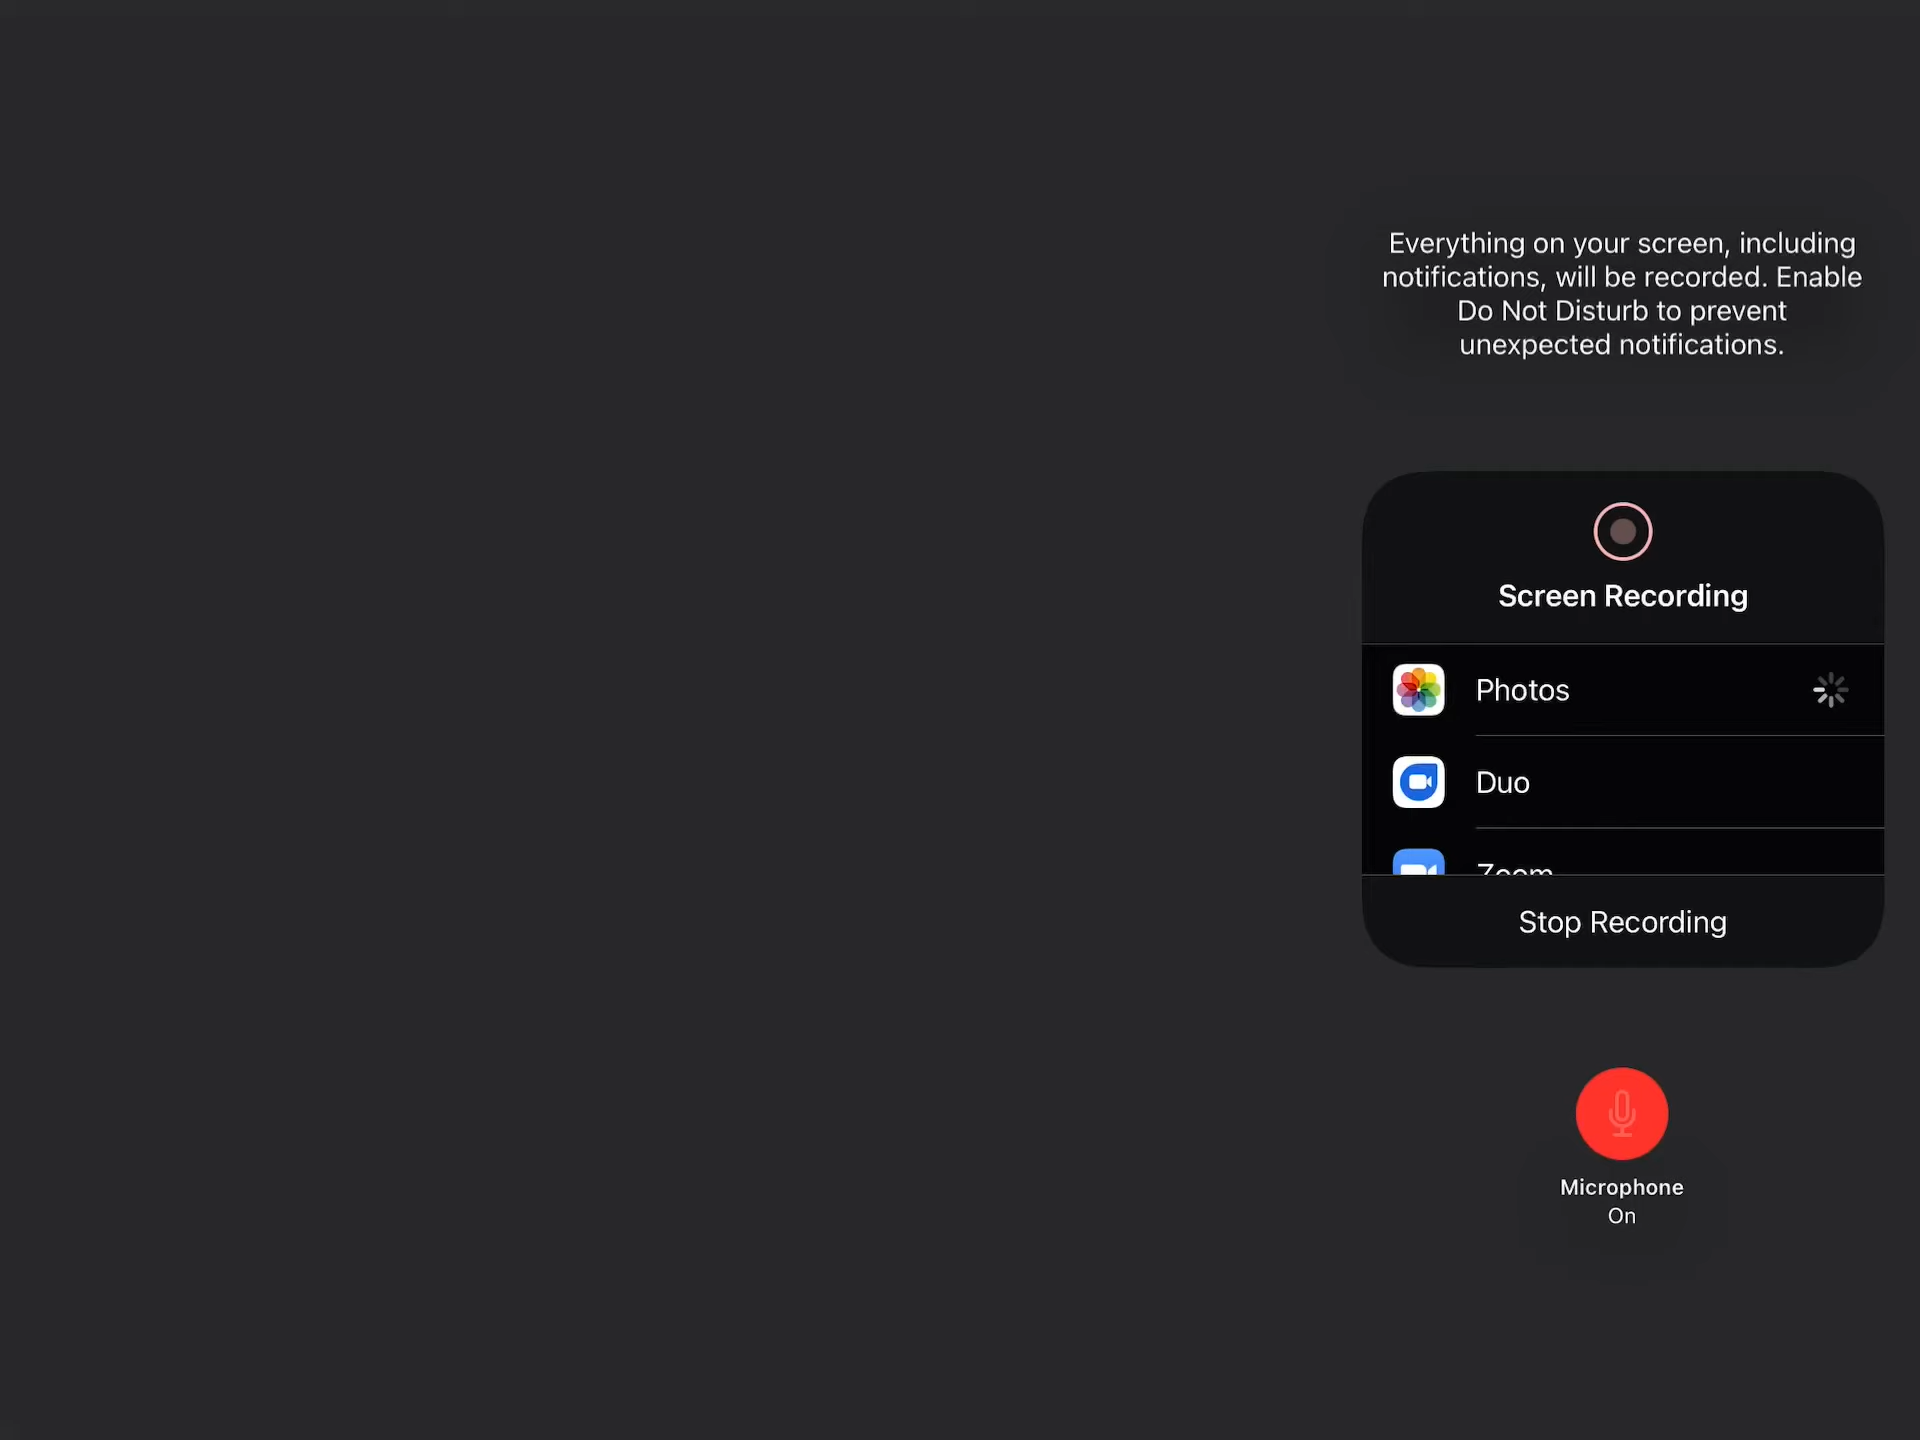 Everything on your screen, including
notifications, will be recorded. Enable
Do Not Disturb to prevent
unexpected notifications.
Screen Recording
Photos
Duo
Zoom
Stop Recording
Microphone
On